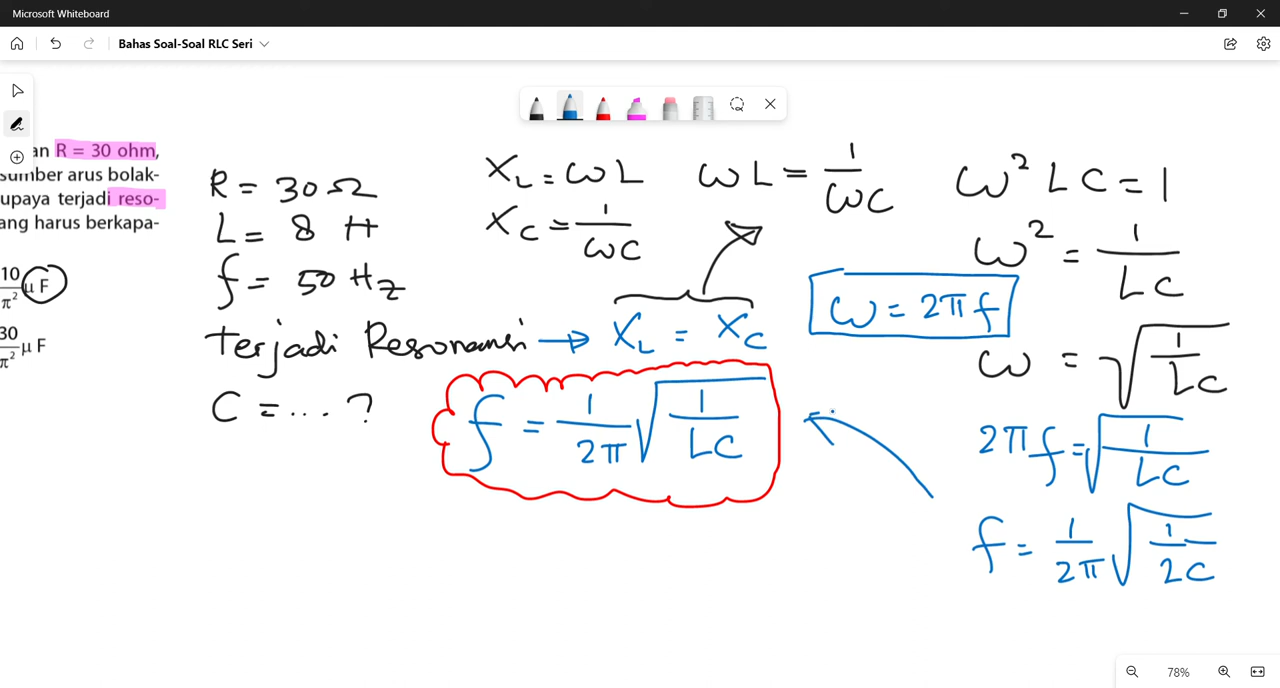 Microsoft Whiteboard
Bahas Soal-Soal RLC Seri
an R = 30 ohm,
sumber arus bolak-
upaya terjadi reso-
ang harus berkapa-
10/π² μF
30/π² μF
R = 30 Ω
L = 8 H
f = 50 Hz
Terjadi Resonansi → X_L = X_C
C = ... ?
X_L = ωL
X_C = 1/ωC
ωL = 1/ωC
f = 1/2π √(1/LC)
ω = 2πf
ω² LC = 1
ω² = 1/LC
ω = √(1/LC)
2πf = √(1/LC)
f = 1/2π √(1/2C)
78%